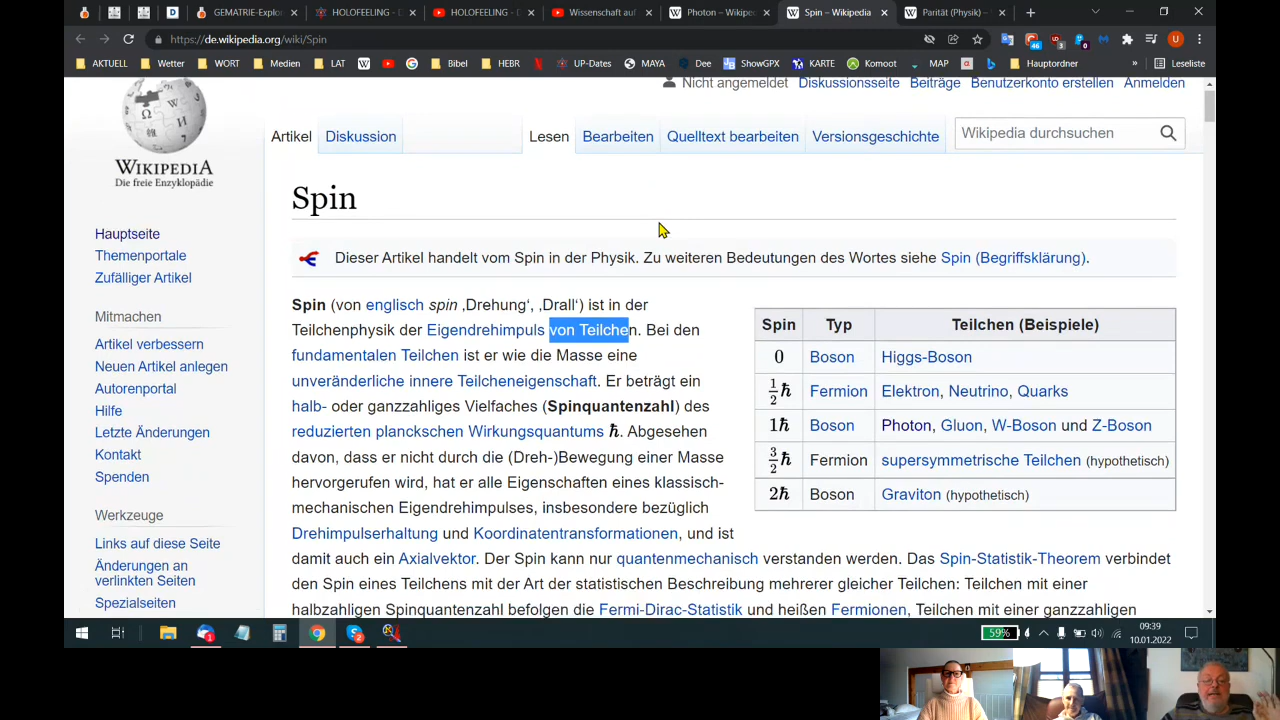 GEMATRIE-Explor
HOLOFEELING - D
HOLOFEELING - D
Wissenschaft auf
Photon – Wikipe
Spin – Wikipedia
Parität (Physik) –
https://de.wikipedia.org/wiki/Spin
AKTUELL
Wetter
WORT
Medien
LAT
Bibel
HEBR
UP-Dates
MAYA
Dee
ShowGPX
KARTE
Komoot
MAP
Hauptordner
Leseliste
Nicht angemeldet Diskussionsseite Beiträge Benutzerkonto erstellen Anmelden
WIKIPEDIA
Die freie Enzyklopädie
Artikel Diskussion Lesen Bearbeiten Quelltext bearbeiten Versionsgeschichte
Wikipedia durchsuchen
Hauptseite
Themenportale
Zufälliger Artikel
Mitmachen
Artikel verbessern
Neuen Artikel anlegen
Autorenportal
Hilfe
Letzte Änderungen
Kontakt
Spenden
Werkzeuge
Links auf diese Seite
Änderungen an
verlinkten Seiten
Spezialseiten
Spin
Dieser Artikel handelt vom Spin in der Physik. Zu weiteren Bedeutungen des Wortes siehe Spin (Begriffsklärung).
Spin (von englisch spin ‚Drehung‘, ‚Drall‘) ist in der
Teilchenphysik der Eigendrehimpuls von Teilchen. Bei den
fundamentalen Teilchen ist er wie die Masse eine
unveränderliche innere Teilcheneigenschaft. Er beträgt ein
halb- oder ganzzahliges Vielfaches (Spinquantenzahl) des
reduzierten planckschen Wirkungsquantums ħ. Abgesehen
davon, dass er nicht durch die (Dreh-)Bewegung einer Masse
hervorgerufen wird, hat er alle Eigenschaften eines klassisch-
mechanischen Eigendrehimpulses, insbesondere bezüglich
Drehimpulserhaltung und Koordinatentransformationen, und ist
damit auch ein Axialvektor. Der Spin kann nur quantenmechanisch verstanden werden. Das Spin-Statistik-Theorem verbindet
den Spin eines Teilchens mit der Art der statistischen Beschreibung mehrerer gleicher Teilchen: Teilchen mit einer
halbzahligen Spinquantenzahl befolgen die Fermi-Dirac-Statistik und heißen Fermionen, Teilchen mit einer ganzzahligen
Spin Typ Teilchen (Beispiele)
0 Boson Higgs-Boson
1/2 ħ Fermion Elektron, Neutrino, Quarks
1ħ Boson Photon, Gluon, W-Boson und Z-Boson
3/2 ħ Fermion supersymmetrische Teilchen (hypothetisch)
2ħ Boson Graviton (hypothetisch)
59%
09:39
10.01.2022